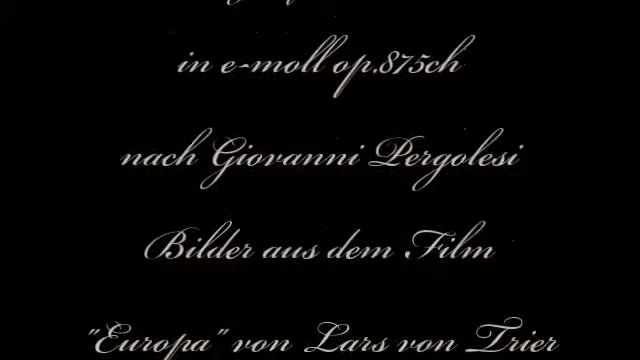 in e-moll op.875ch
nach Giovanni Pergolesi
Bilder aus dem Film
"Europa" von Lars von Trier